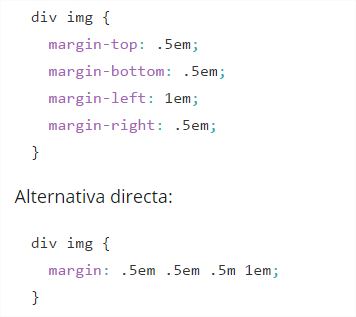 div img {
margin-top: .5em;
margin-bottom: .5em;
margin-left: 1em;
margin-right: .5em;
}
Alternativa directa:
div img {
margin: .5em .5em .5m 1em;
}